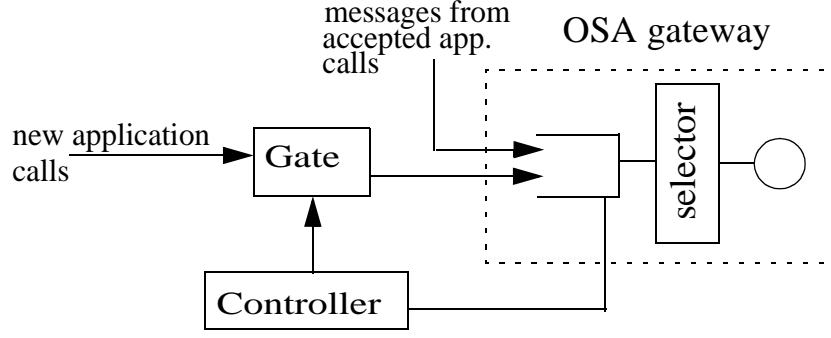 messages from
accepted app.
calls
OSA gateway
new application
calls
Gate
selector
Controller